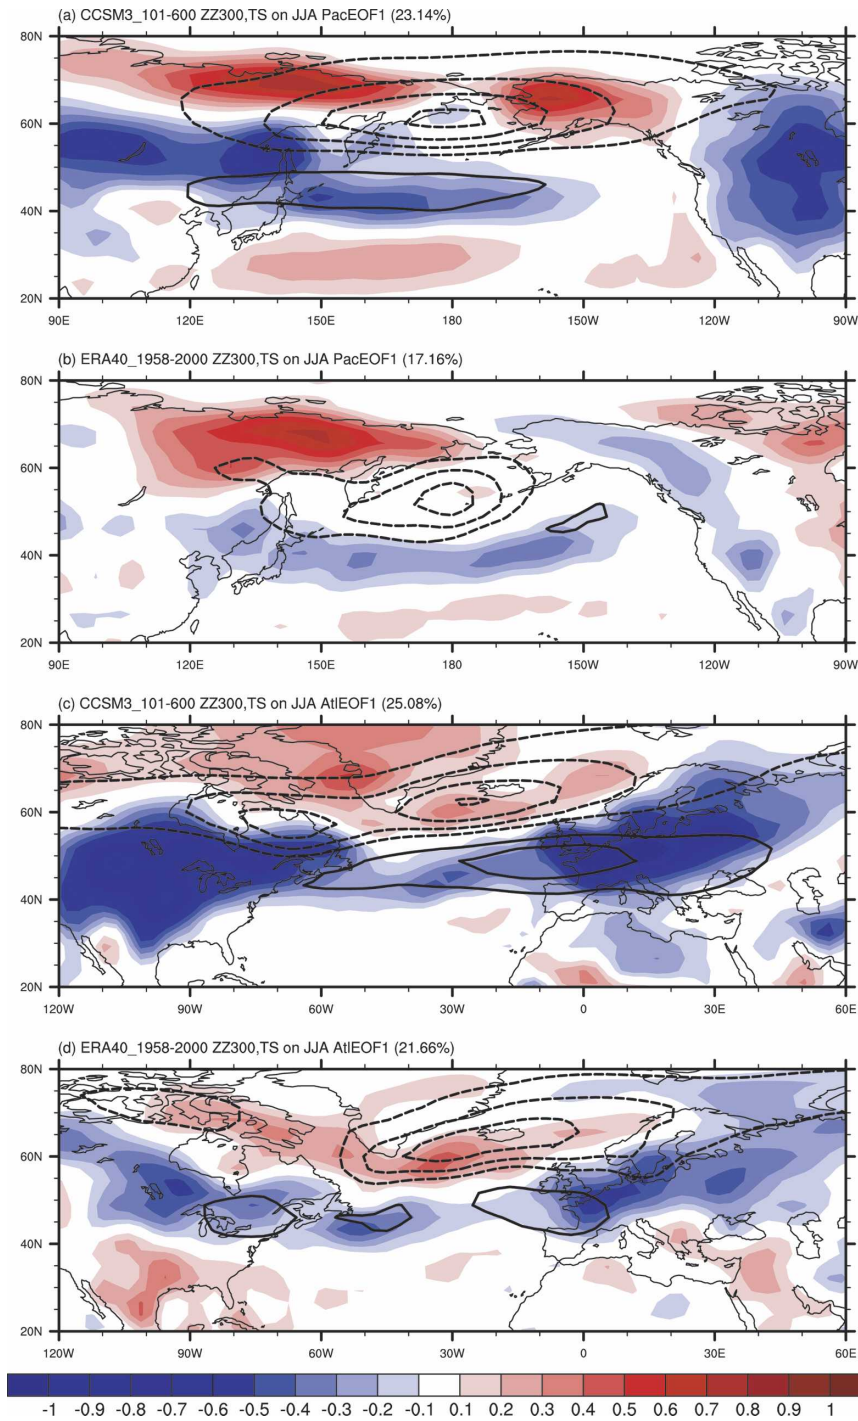 (a) CCSM3_101-600 ZZ300,TS on JJA PacEOF1 (23.14%)
80N
60N
40N
20N
90E 120E 150E 180 150W 120W 90W
(b) ERA40_1958-2000 ZZ300,TS on JJA PacEOF1 (17.16%)
80N
60N
40N
20N
90E 120E 150E 180 150W 120W 90W
(c) CCSM3_101-600 ZZ300,TS on JJA AtlEOF1 (25.08%)
80N
60N
40N
20N
120W 90W 60W 30W 0 30E 60E
(d) ERA40_1958-2000 ZZ300,TS on JJA AtlEOF1 (21.66%)
80N
60N
40N
20N
120W 90W 60W 30W 0 30E 60E
-1 -0.9 -0.8 -0.7 -0.6 -0.5 -0.4 -0.3 -0.2 -0.1 0.1 0.2 0.3 0.4 0.5 0.6 0.7 0.8 0.9 1